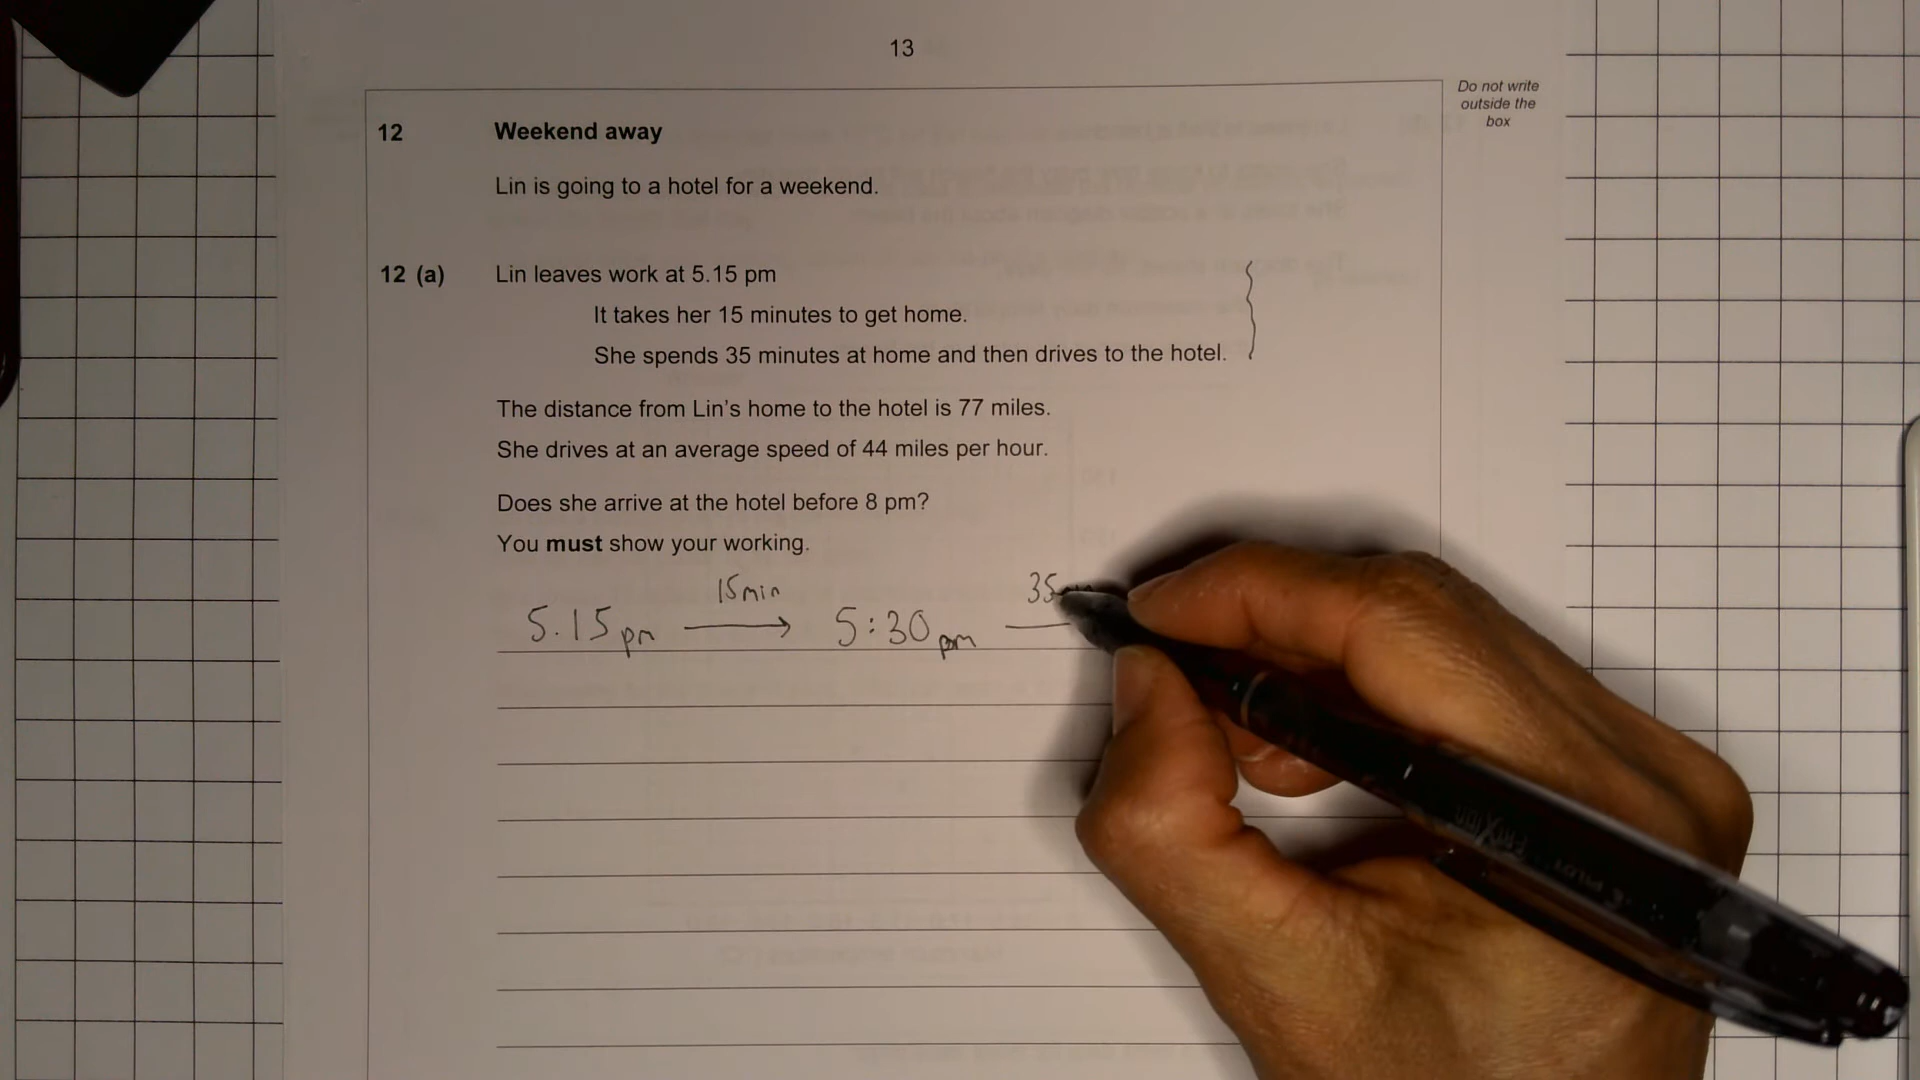 13
Do not write
outside the
box
12 Weekend away
Lin is going to a hotel for a weekend.
12 (a) Lin leaves work at 5.15 pm
It takes her 15 minutes to get home.
She spends 35 minutes at home and then drives to the hotel.
The distance from Lin's home to the hotel is 77 miles.
She drives at an average speed of 44 miles per hour.
Does she arrive at the hotel before 8 pm?
You must show your working.
15min 35
5.15pm → 5:30pm